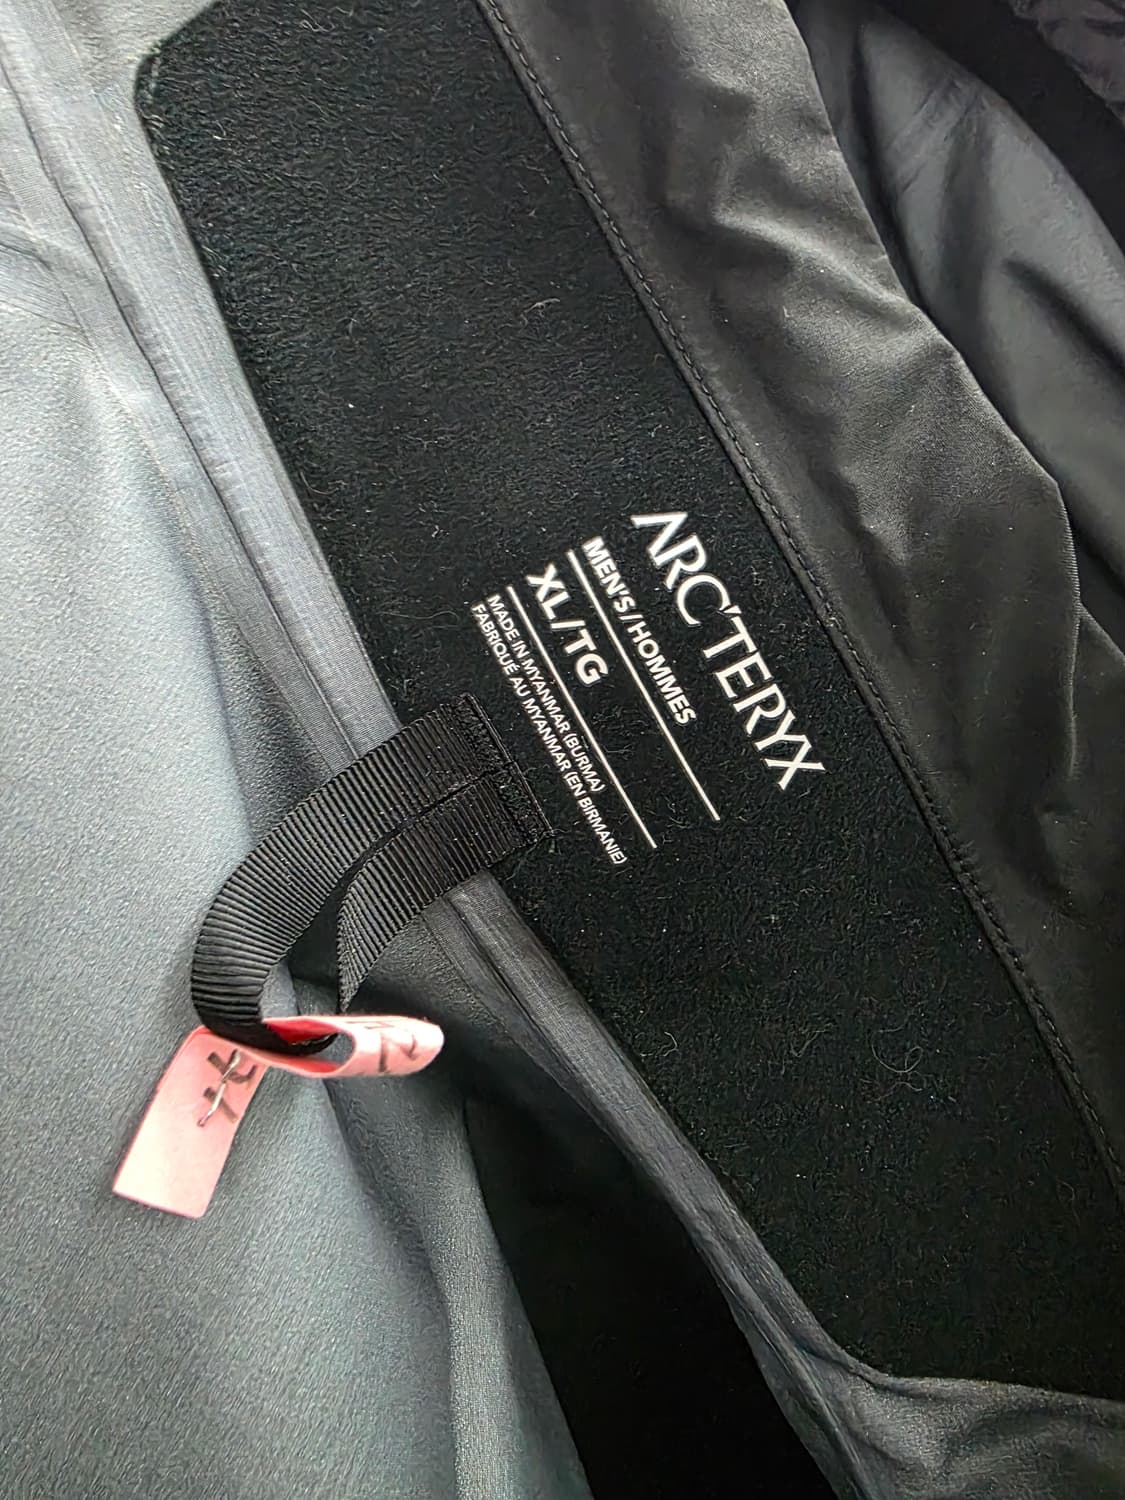 ARC'TERYX
MEN'S/HOMMES
XL/TG
MADE IN MYANMAR (BURMA)
FABRIQUÉ AU MYANMAR (EN BIRMANIE)